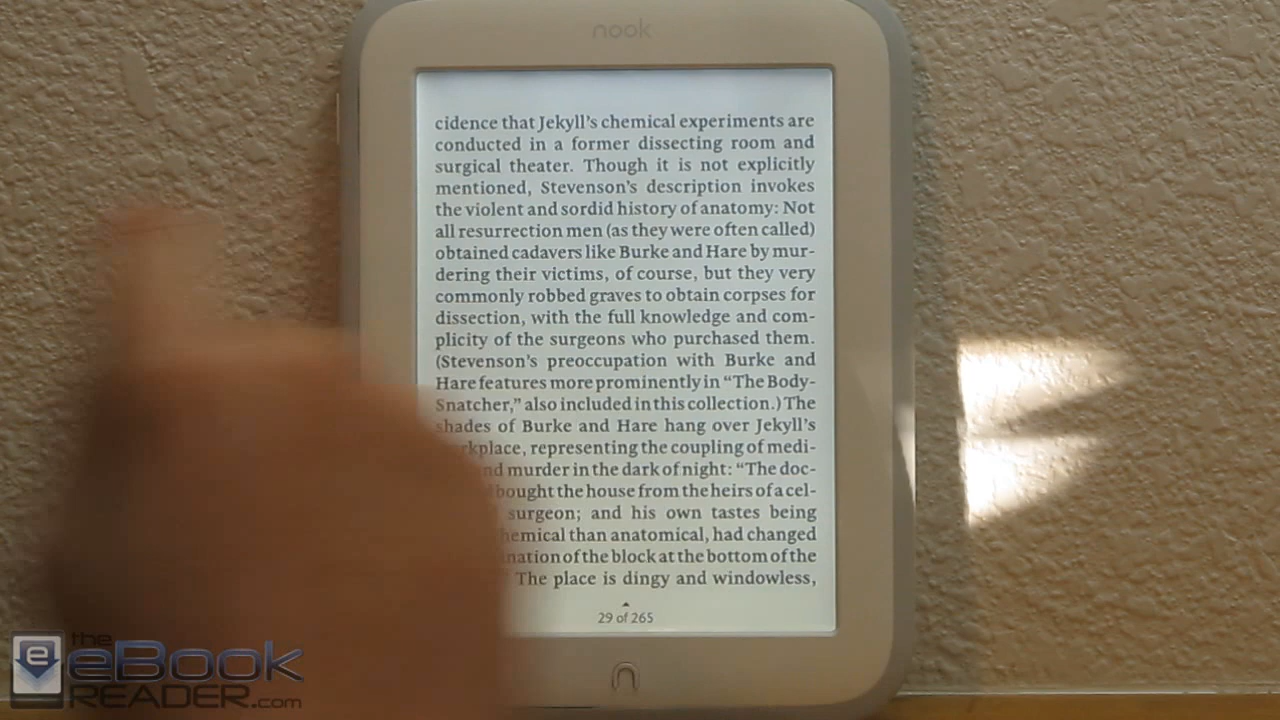 nook
cidence that Jekyll's chemical experiments are
conducted in a former dissecting room and
surgical theater. Though it is not explicitly
mentioned, Stevenson's description invokes
the violent and sordid history of anatomy: Not
all resurrection men (as they were often called)
obtained cadavers like Burke and Hare by mur-
dering their victims, of course, but they very
commonly robbed graves to obtain corpses for
dissection, with the full knowledge and com-
plicity of the surgeons who purchased them.
(Stevenson's preoccupation with Burke and
Hare features more prominently in “The Body-
Snatcher,” also included in this collection.) The
shades of Burke and Hare hang over Jekyll's
rkplace, representing the coupling of medi-
nd murder in the dark of night: “The doc-
bought the house from the heirs of a cel-
surgeon; and his own tastes being
hemical than anatomical, had changed
nation of the block at the bottom of the
The place is dingy and windowless,
29 of 265
n
the
eBook
READER.com